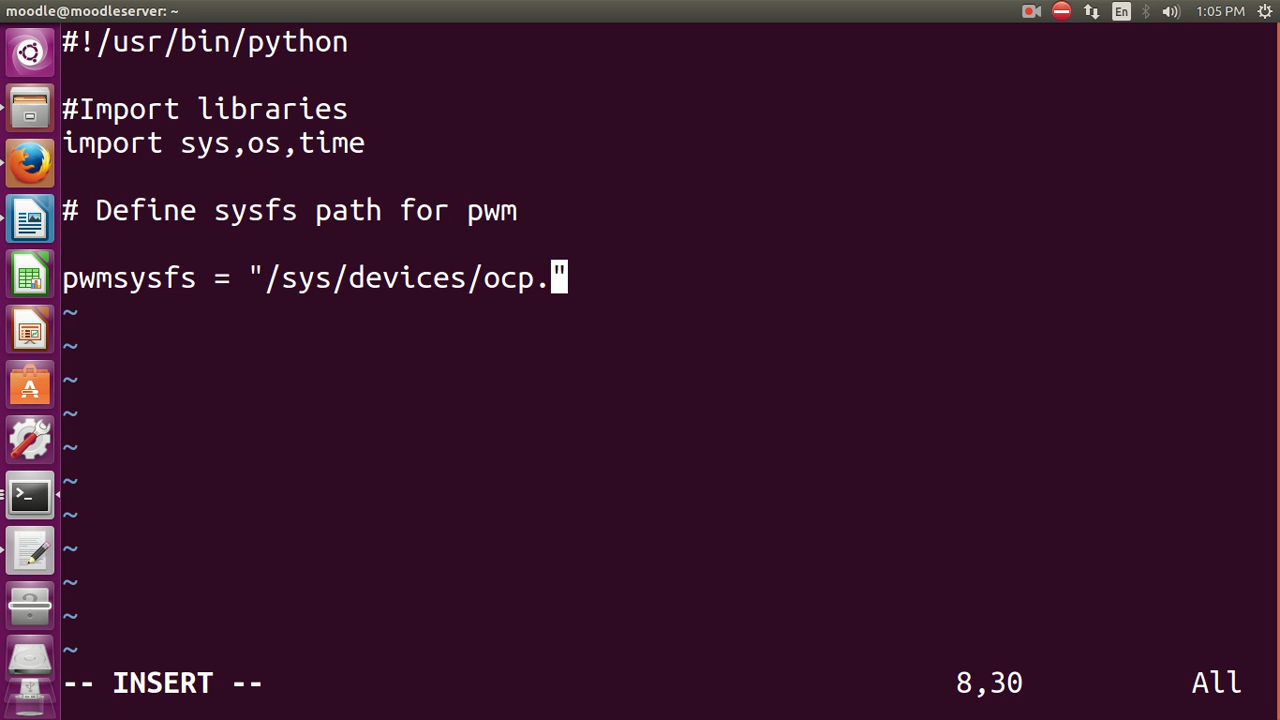 moodle@moodleserver: ~
En
1:05 PM
#!/usr/bin/python
#Import libraries
import sys,os,time
# Define sysfs path for pwm
pwmsysfs = "/sys/devices/ocp."
~
~
~
~
~
~
~
~
~
~
~
-- INSERT --
8,30
All